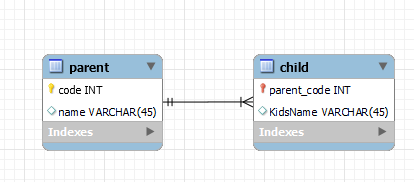 parent
code INT
name VARCHAR(45)
Indexes
child
parent_code INT
KidsName VARCHAR(45)
Indexes